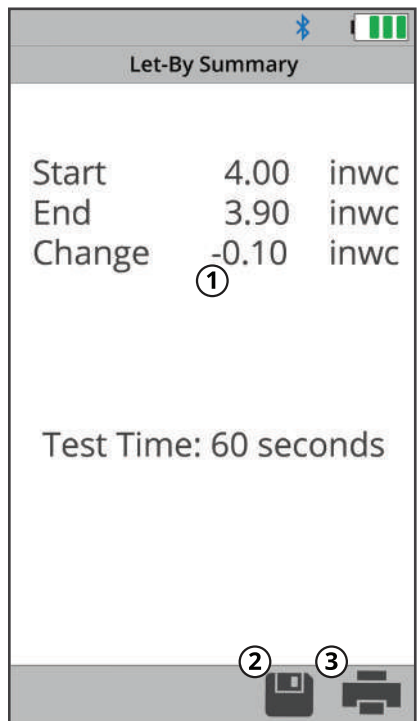 Let-By Summary
Start 4.00 inwc
End 3.90 inwc
Change -0.10 inwc
1
Test Time: 60 seconds
2 3